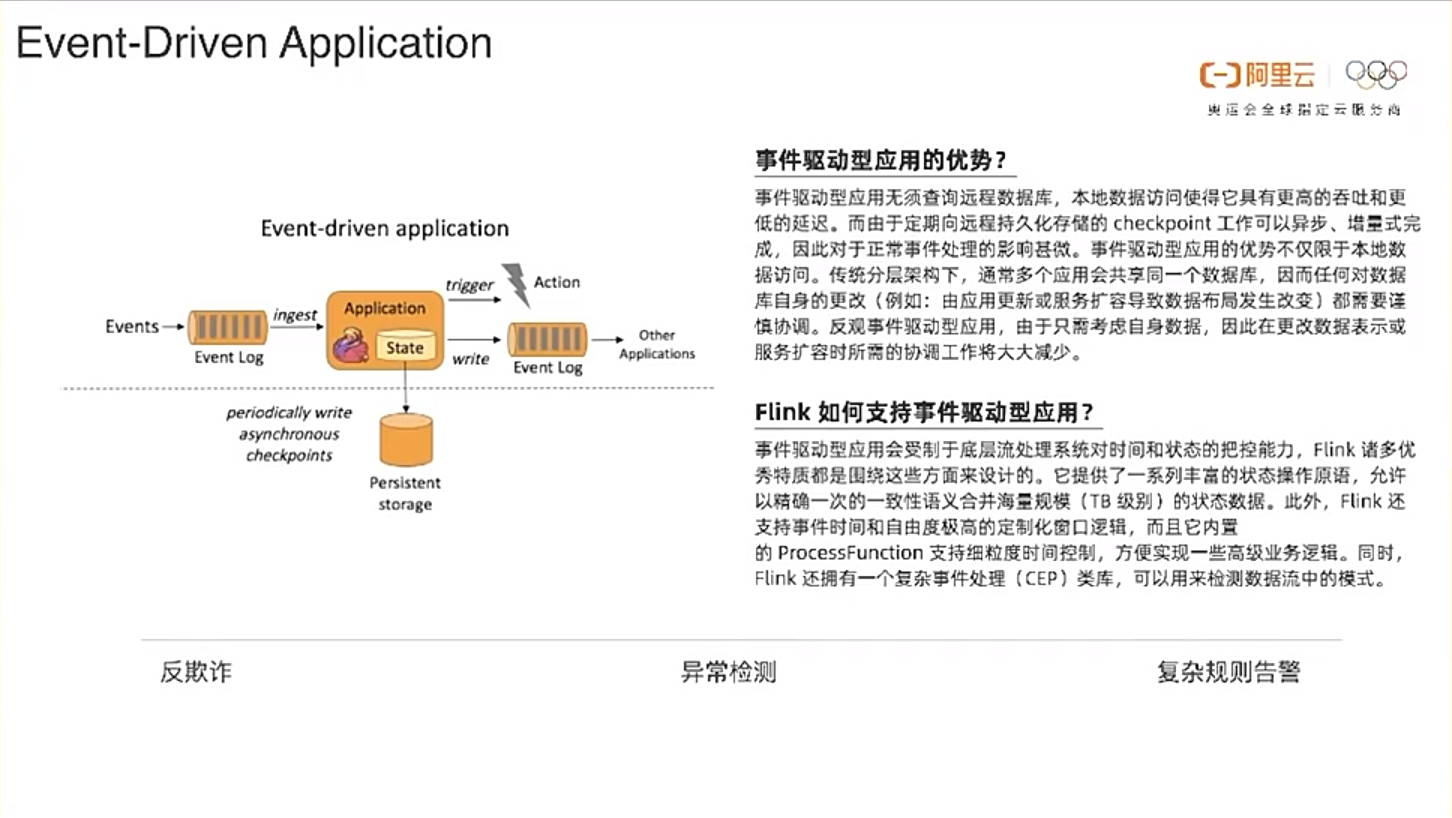 Event-Driven Application
阿里云
奥运会全球指定云服务商
Event-driven application
Events
Event Log
ingest
Application
State
trigger
Action
write
Event Log
Other
Applications
periodically write
asynchronous
checkpoints
Persistent
storage
事件驱动型应用的优势？
事件驱动型应用无须查询远程数据库，本地数据访问使得它具有更高的吞吐和更
低的延迟。而由于定期向远程持久化存储的 checkpoint 工作可以异步、增量式完
成，因此对于正常事件处理的影响甚微。事件驱动型应用的优势不仅限于本地数
据访问。传统分层架构下，通常多个应用会共享同一个数据库，因而任何对数据
库自身的更改（例如：由应用更新或服务扩容导致数据布局发生改变）都需要谨
慎协调。反观事件驱动型应用，由于只需考虑自身数据，因此在更改数据表示或
服务扩容时所需的协调工作将大大减少。
Flink 如何支持事件驱动型应用？
事件驱动型应用会受制于底层流处理系统对时间和状态的把控能力，Flink 诸多优
秀特质都是围绕这些方面来设计的。它提供了一系列丰富的状态操作原语，允许
以精确一次的一致性语义合并海量规模（TB 级别）的状态数据。此外，Flink 还
支持事件时间和自由度极高的定制化窗口逻辑，而且它内置
的 ProcessFunction 支持细粒度时间控制，方便实现一些高级业务逻辑。同时，
Flink 还拥有一个复杂事件处理（CEP）类库，可以用来检测数据流中的模式。
反欺诈
异常检测
复杂规则告警